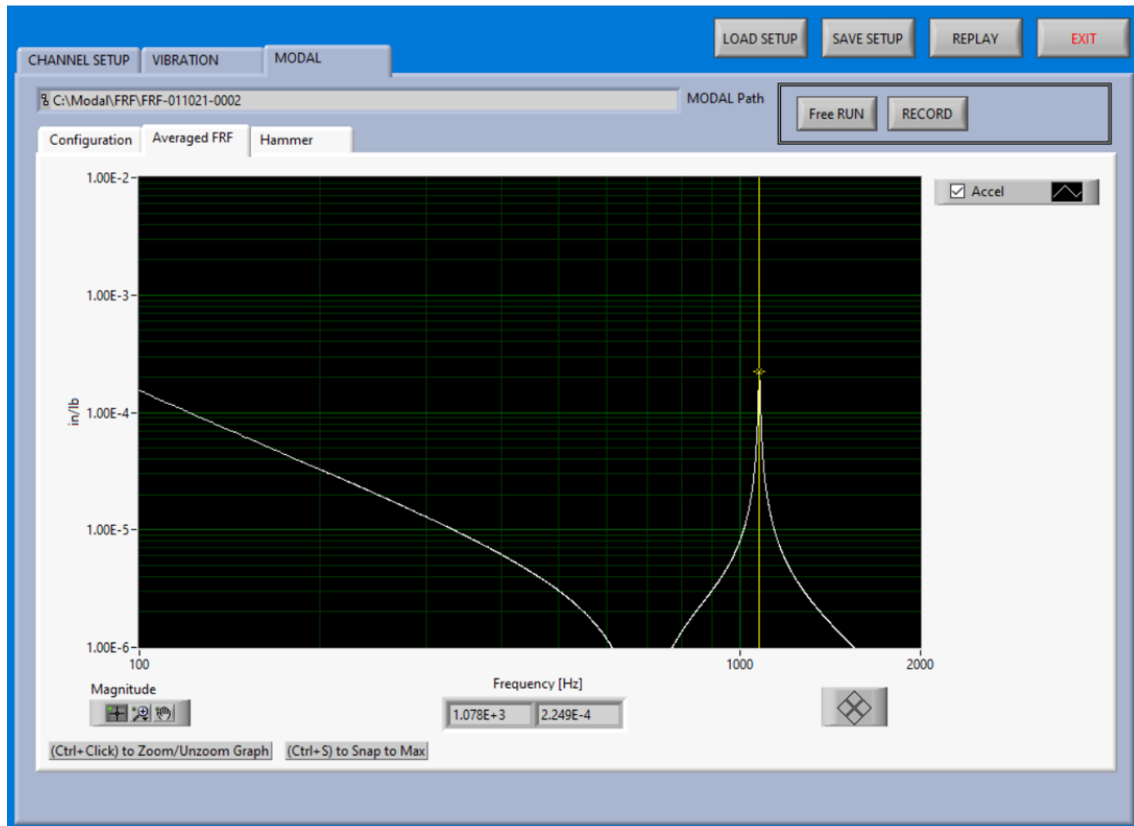 LOAD SETUP SAVE SETUP REPLAY EXIT
CHANNEL SETUP VIBRATION MODAL
C:\Modal\FRF\FRF-011021-0002 MODAL Path
Free RUN RECORD
Configuration Averaged FRF Hammer
Accel
1.00E-2
1.00E-3
in/lb
1.00E-4
1.00E-5
1.00E-6
100 1000 2000
Magnitude
Frequency [Hz]
1.078E+3 2.249E-4
(Ctrl+Click) to Zoom/Unzoom Graph (Ctrl+S) to Snap to Max